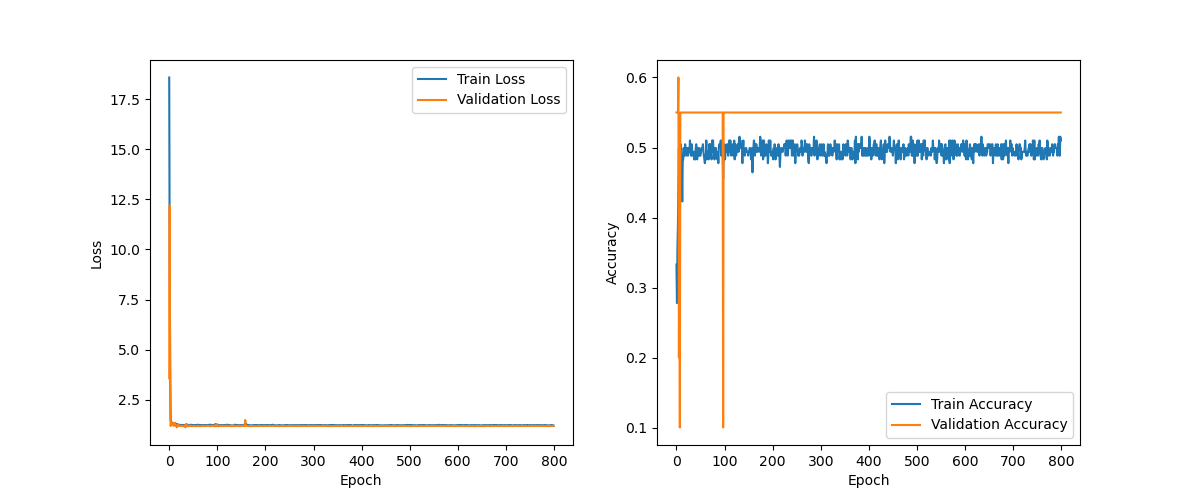 Train Loss
Validation Loss
17.5
15.0
12.5
10.0
7.5
5.0
2.5
Loss
0 100 200 300 400 500 600 700 800
Epoch
0.6
0.5
0.4
0.3
0.2
0.1
Accuracy
Train Accuracy
Validation Accuracy
0 100 200 300 400 500 600 700 800
Epoch